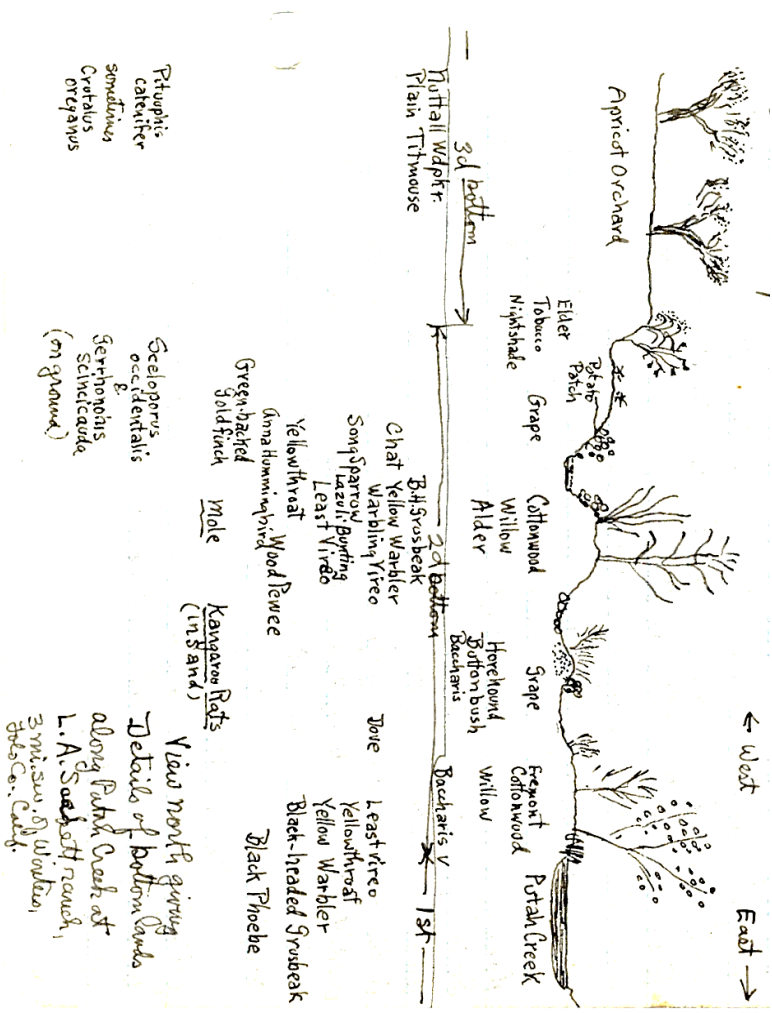 ← West
East →
Apricot Orchard
Elder
Tobacco
Nightshade
Potato
Patch
Grape
Cottonwood
Willow
Alder
Grape
Horehound
Buttonbush
Baccharis
Fremont
Cottonwood
Willow
Baccharis
Putah Creek
3d bottom
2d bottom
1st
Nuttall Wdpkr.
Plain Titmouse
B.H. Grosbeak
Chat Yellow Warbler
Warbling Vireo
Song Sparrow
Lazuli Bunting
Least Vireo
Yellowthroat
Wood Pewee
Anna Hummingbird
Green-backed
Goldfinch
Mole
Kangaroo Rats
(in sand)
Dove
Least vireo
Yellowthroat
Yellow Warbler
Black-headed Grosbeak
Black Phoebe
Pituophis
catenifer
sometimes
Crotalus
oreganus
Sceloporus
occidentalis
&
Gerrhonotus
scincicauda
(on ground)
View north giving
Details of bottom lands
along Putah Creek at
L. A. ranch,
3 mi. sw. of Winters,
Yolo Co. Calif.